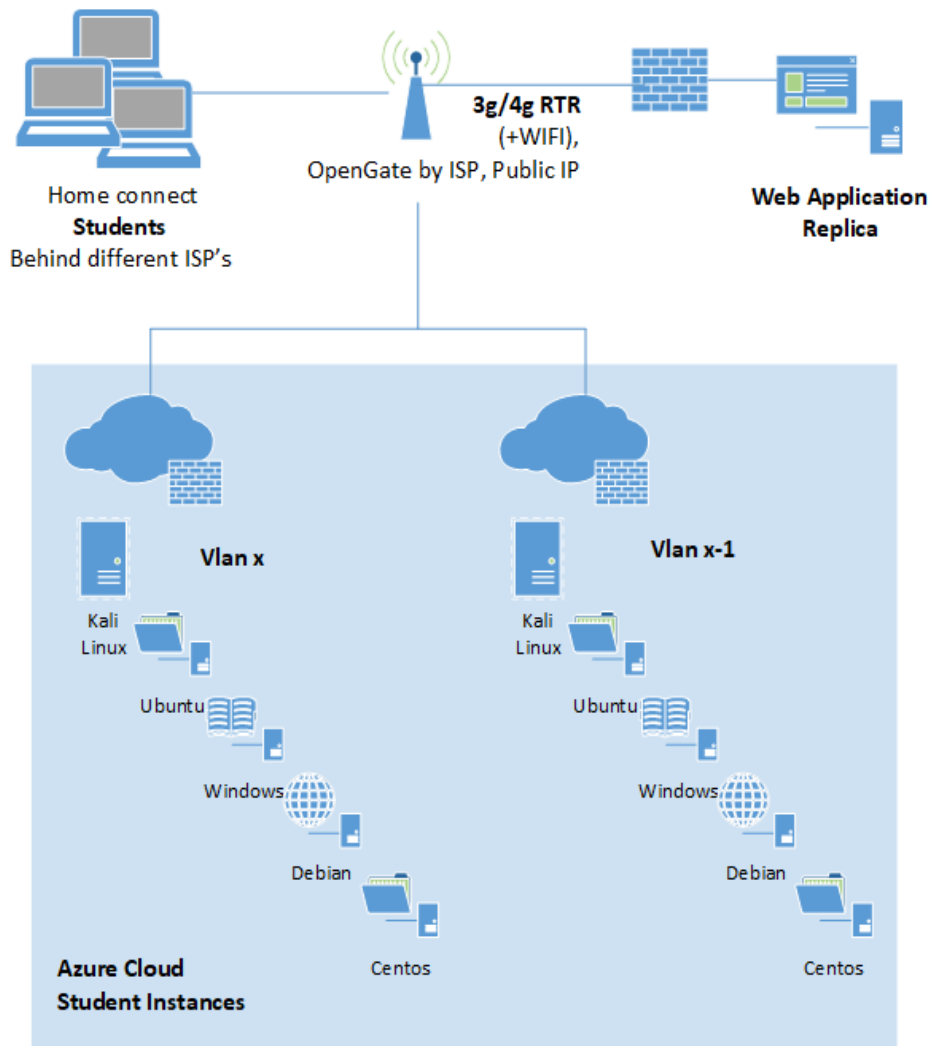 Home connect
Students
Behind different ISP's
3g/4g RTR
(+WIFI),
OpenGate by ISP, Public IP
Web Application
Replica
Vlan x
Kali
Linux
Ubuntu
Windows
Debian
Centos
Vlan x-1
Kali
Linux
Ubuntu
Windows
Debian
Centos
Azure Cloud
Student Instances